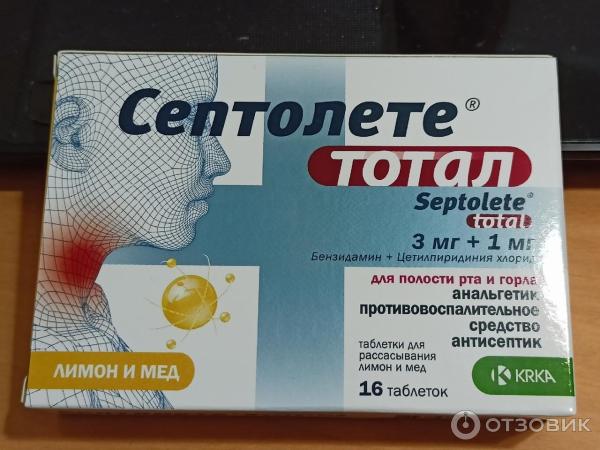 Септолете®
тотал
Septolete®
total
3 мг + 1 мг
Бензидамин + Цетилпиридиния хлорид
для полости рта и горла
анальгетик
противовоспалительное
средство
антисептик
таблетки для
рассасывания
лимон и мед
16 таблеток
ЛИМОН И МЕД
KRKA
ОТЗОВИК